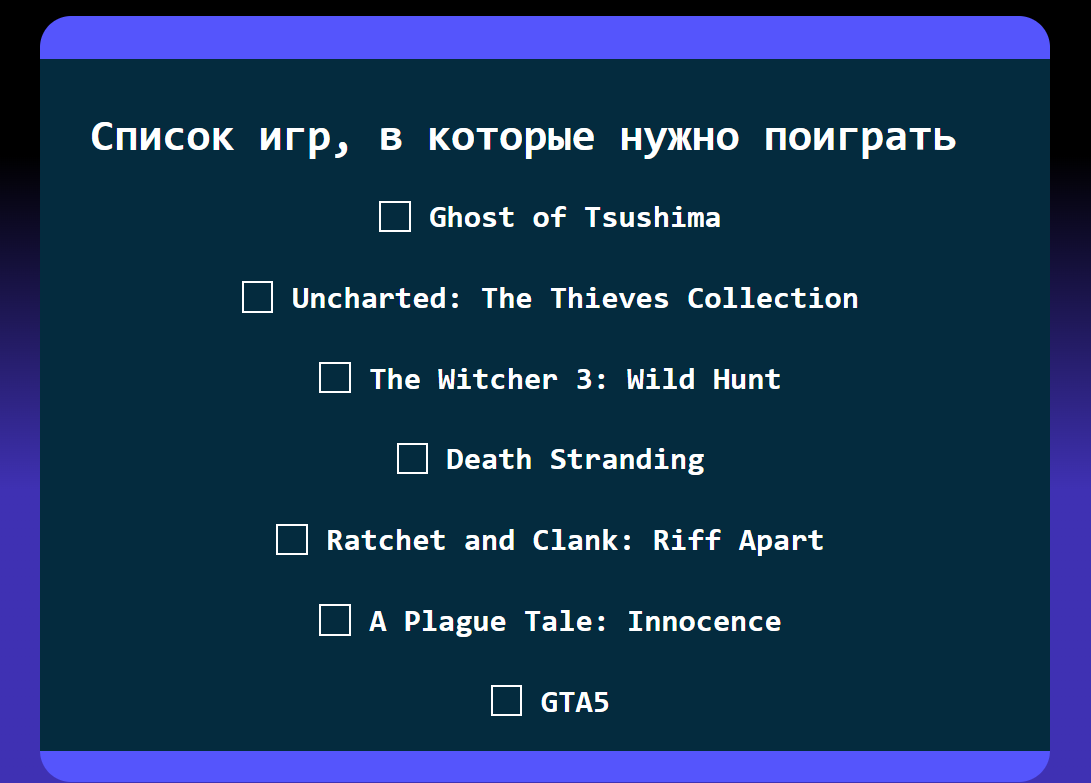 Список игр, в которые нужно поиграть
Ghost of Tsushima
Uncharted: The Thieves Collection
The Witcher 3: Wild Hunt
Death Stranding
Ratchet and Clank: Riff Apart
A Plague Tale: Innocence
GTA5